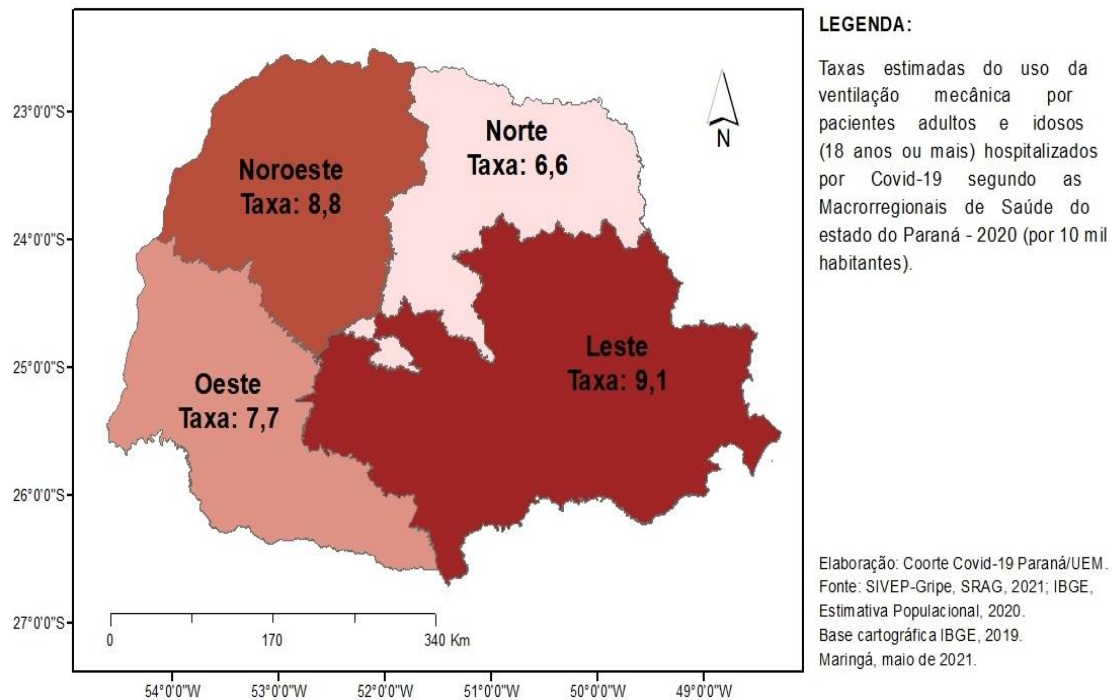 LEGENDA:
Taxas estimadas do uso da
ventilação mecânica por
pacientes adultos e idosos
(18 anos ou mais) hospitalizados
por Covid-19 segundo as
Macrorregionais de Saúde do
estado do Paraná - 2020 (por 10 mil
habitantes).
N
23°0'0"S
24°0'0"S
25°0'0"S
26°0'0"S
27°0'0"S
Noroeste
Taxa: 8,8
Norte
Taxa: 6,6
Oeste
Taxa: 7,7
Leste
Taxa: 9,1
0 170 340 Km
54°0'0"W 53°0'0"W 52°0'0"W 51°0'0"W 50°0'0"W 49°0'0"W
Elaboração: Coorte Covid-19 Paraná/UEM.
Fonte: SIVEP-Gripe, SRAG, 2021; IBGE,
Estimativa Populacional, 2020.
Base cartográfica IBGE, 2019.
Maringá, maio de 2021.